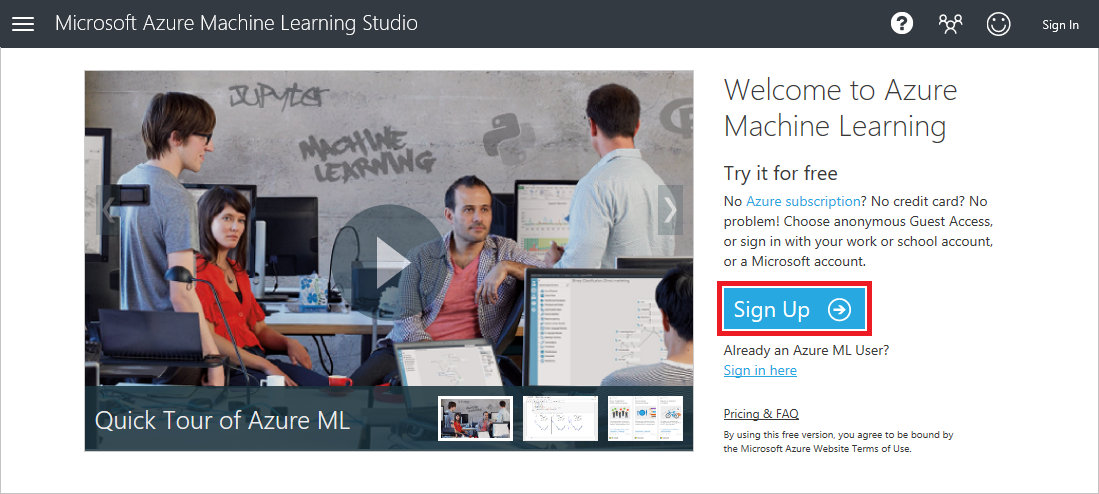 Microsoft Azure Machine Learning Studio
?
Sign In
JUPYTER
MACHINE
LEARNING
R
Welcome to Azure
Machine Learning
Try it for free
No Azure subscription? No credit card? No
problem! Choose anonymous Guest Access,
or sign in with your work or school account,
or a Microsoft account.
Sign Up
Already an Azure ML User?
Sign in here
Quick Tour of Azure ML
Pricing & FAQ
By using this free version, you agree to be bound by
the Microsoft Azure Website Terms of Use.